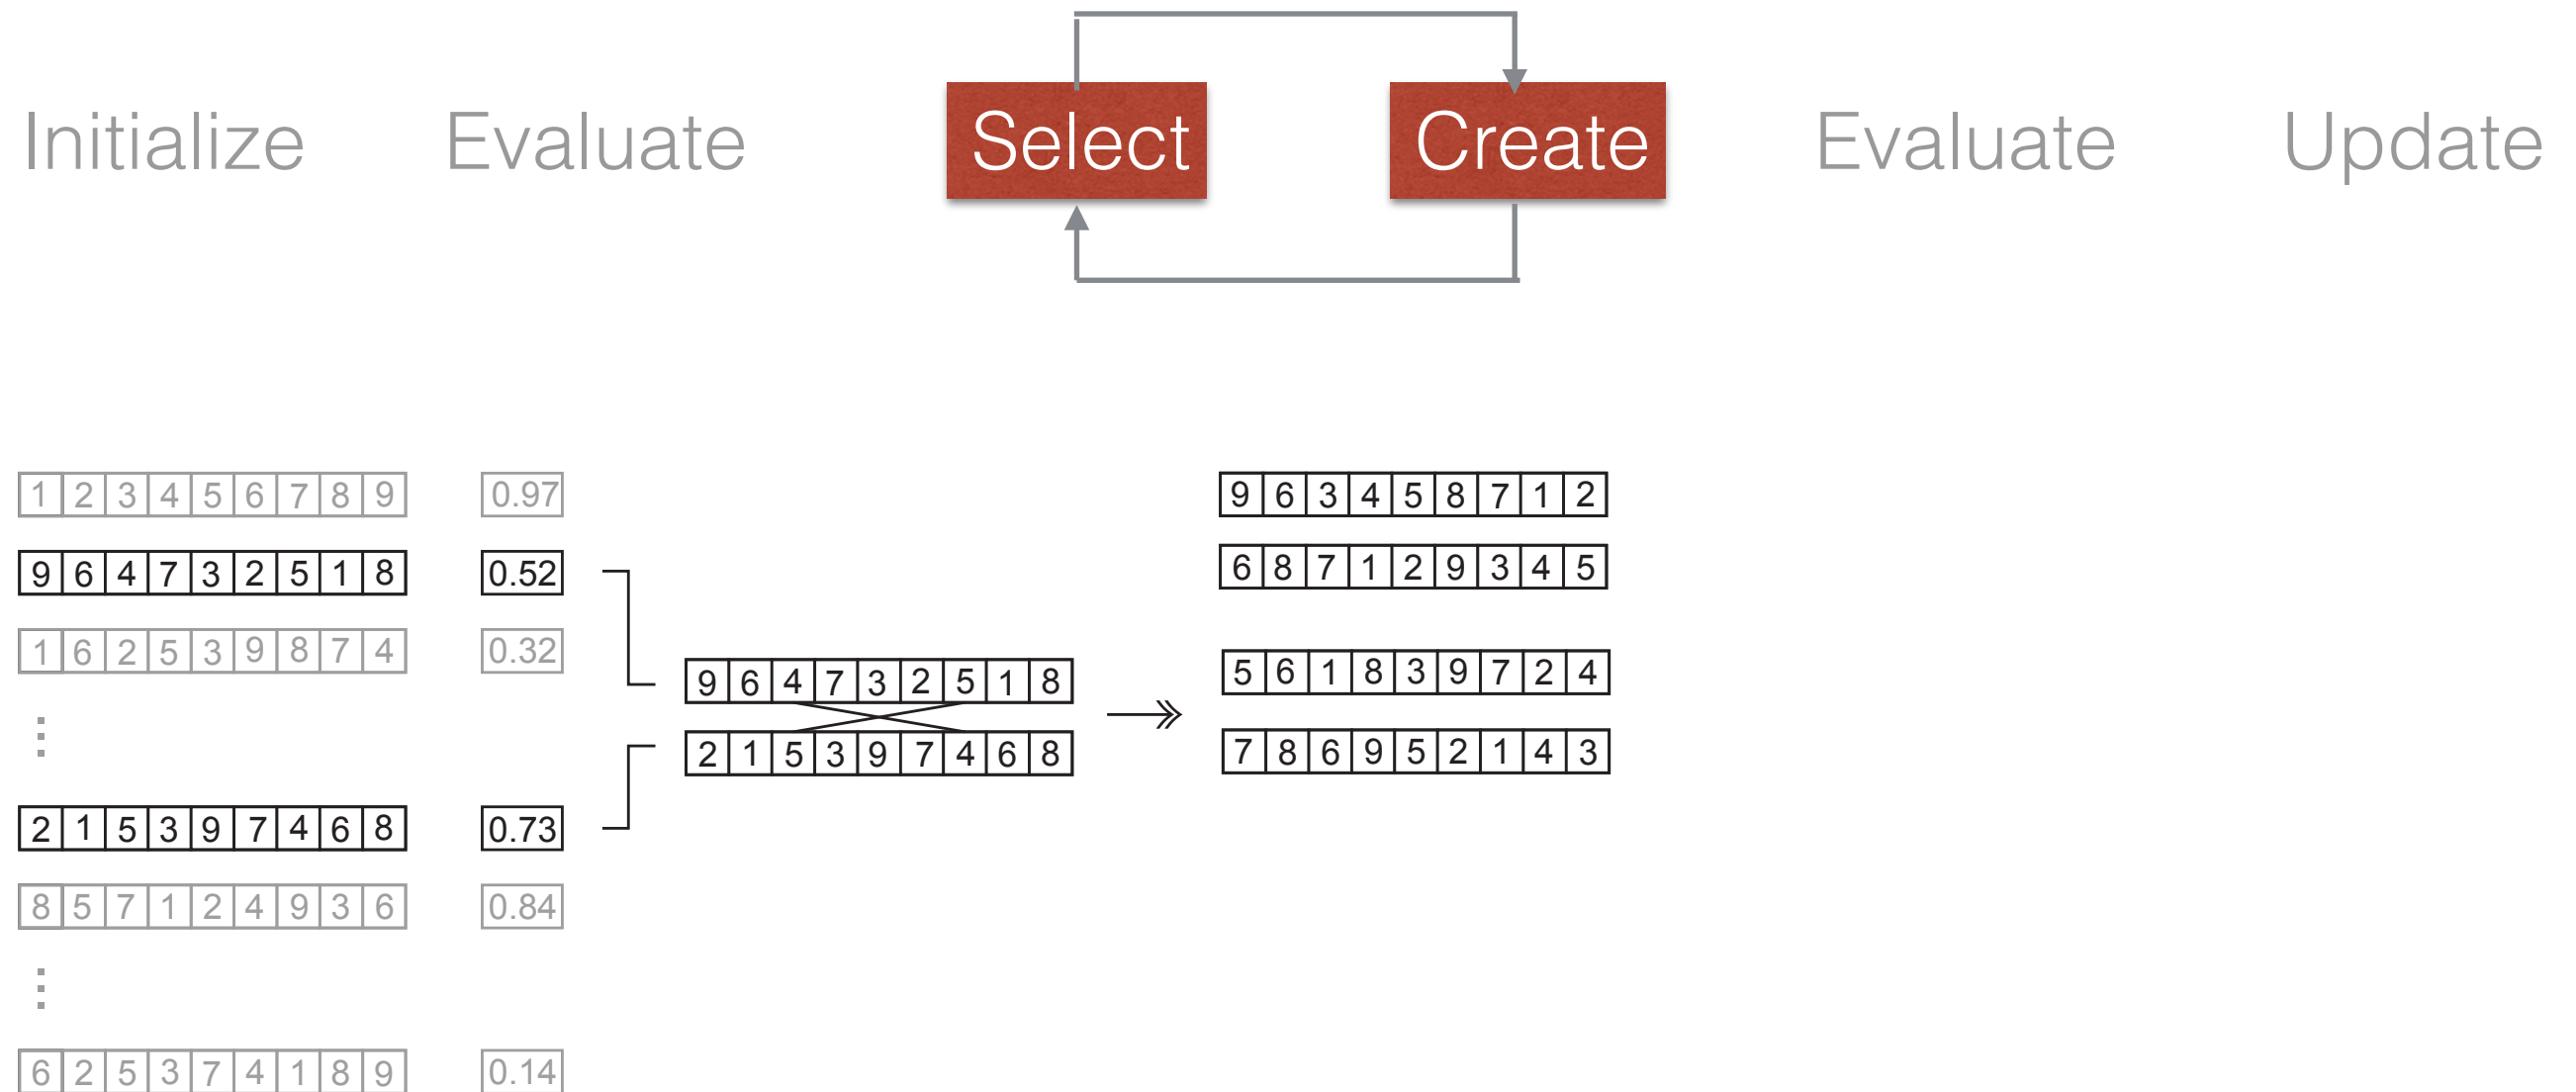 Initialize Evaluate Select Create Evaluate Update
1 2 3 4 5 6 7 8 9 0.97
9 6 4 7 3 2 5 1 8 0.52
1 6 2 5 3 9 8 7 4 0.32
2 1 5 3 9 7 4 6 8 0.73
8 5 7 1 2 4 9 3 6 0.84
6 2 5 3 7 4 1 8 9 0.14
9 6 4 7 3 2 5 1 8
2 1 5 3 9 7 4 6 8
9 6 3 4 5 8 7 1 2
6 8 7 1 2 9 3 4 5
5 6 1 8 3 9 7 2 4
7 8 6 9 5 2 1 4 3